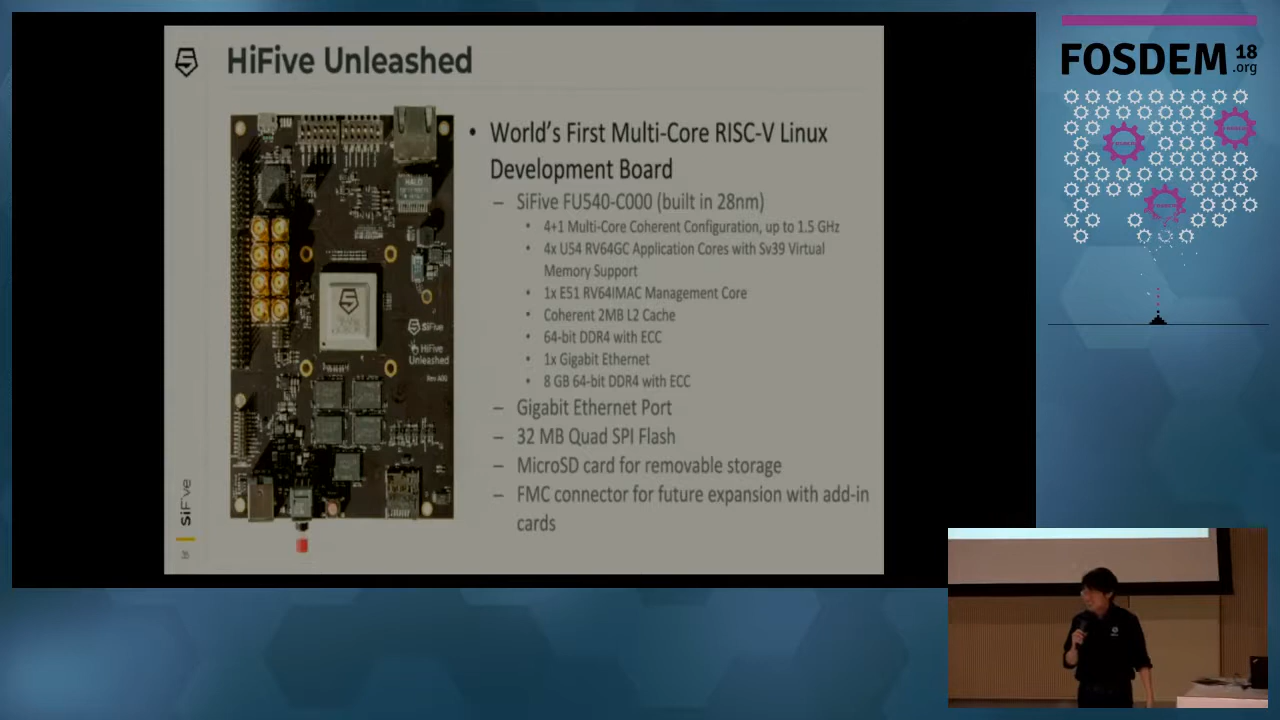 HiFive Unleashed
• World's First Multi-Core RISC-V Linux
Development Board
– SiFive FU540-C000 (built in 28nm)
• 4+1 Multi-Core Coherent Configuration, up to 1.5 GHz
• 4x U54 RV64GC Application Cores with Sv39 Virtual
Memory Support
• 1x E51 RV64IMAC Management Core
• Coherent 2MB L2 Cache
• 64-bit DDR4 with ECC
• 1x Gigabit Ethernet
• 8 GB 64-bit DDR4 with ECC
– Gigabit Ethernet Port
– 32 MB Quad SPI Flash
– MicroSD card for removable storage
– FMC connector for future expansion with add-in
cards
HALO
SiFive
HiFive
Unleashed
Rev A00
SiFive
FOSDEM 18
.org